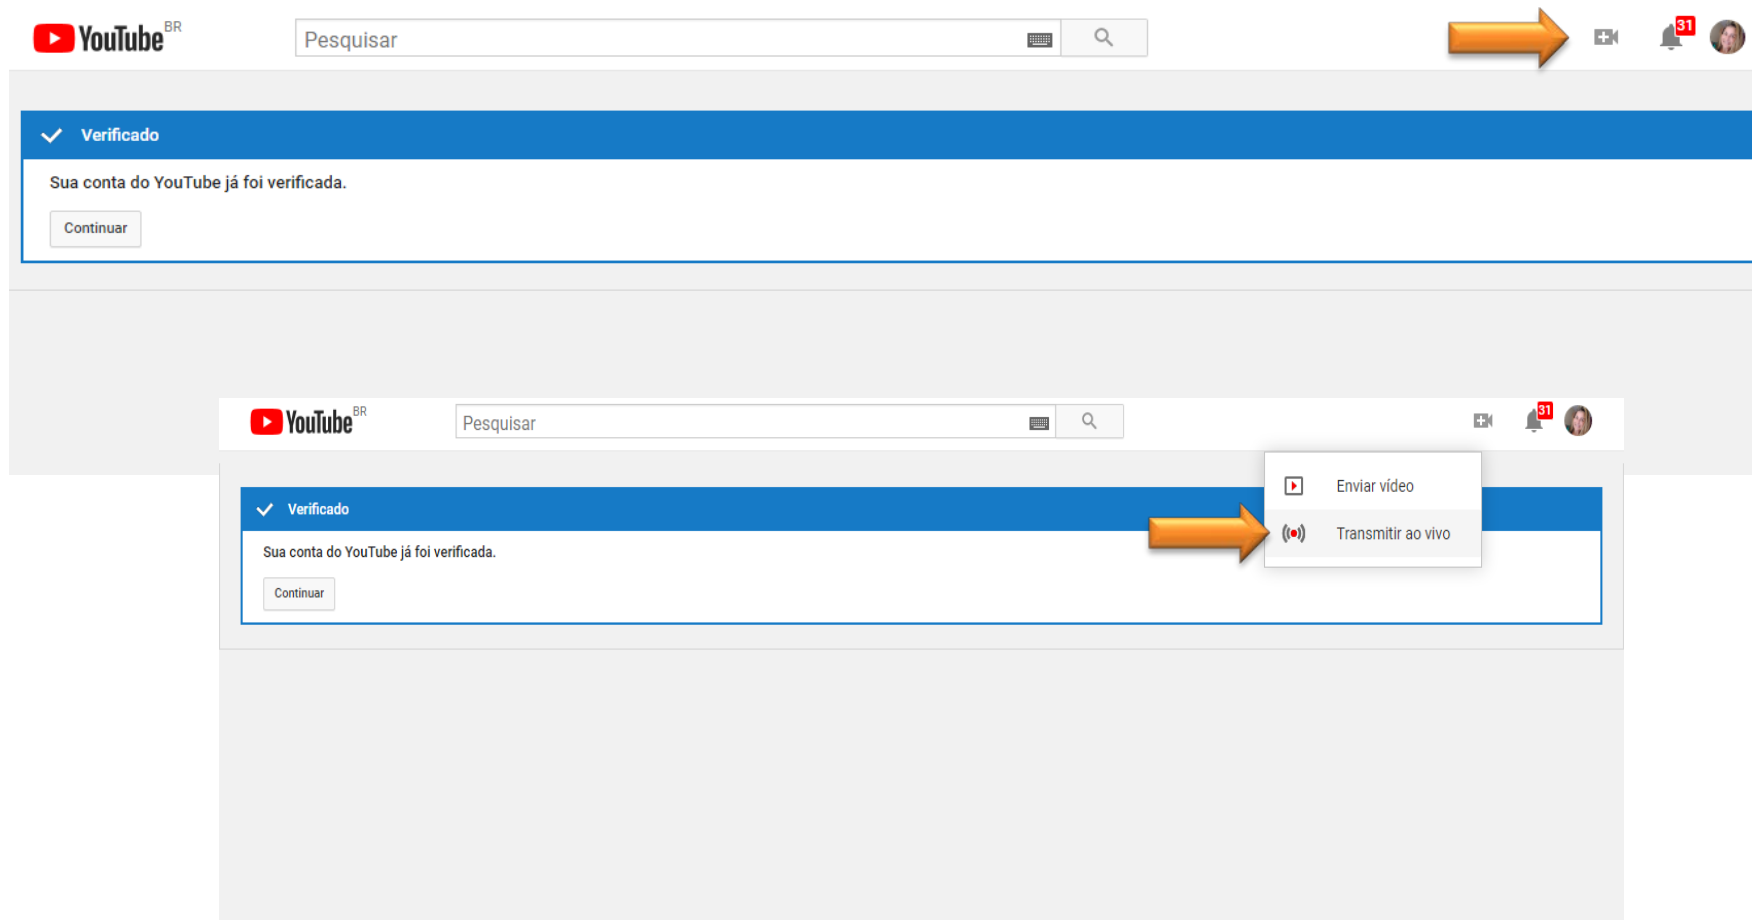 YouTube BR
Pesquisar
31
Verificado
Sua conta do YouTube já foi verificada.
Continuar
YouTube BR
Pesquisar
31
Enviar vídeo
Verificado
Transmitir ao vivo
Sua conta do YouTube já foi verificada.
Continuar